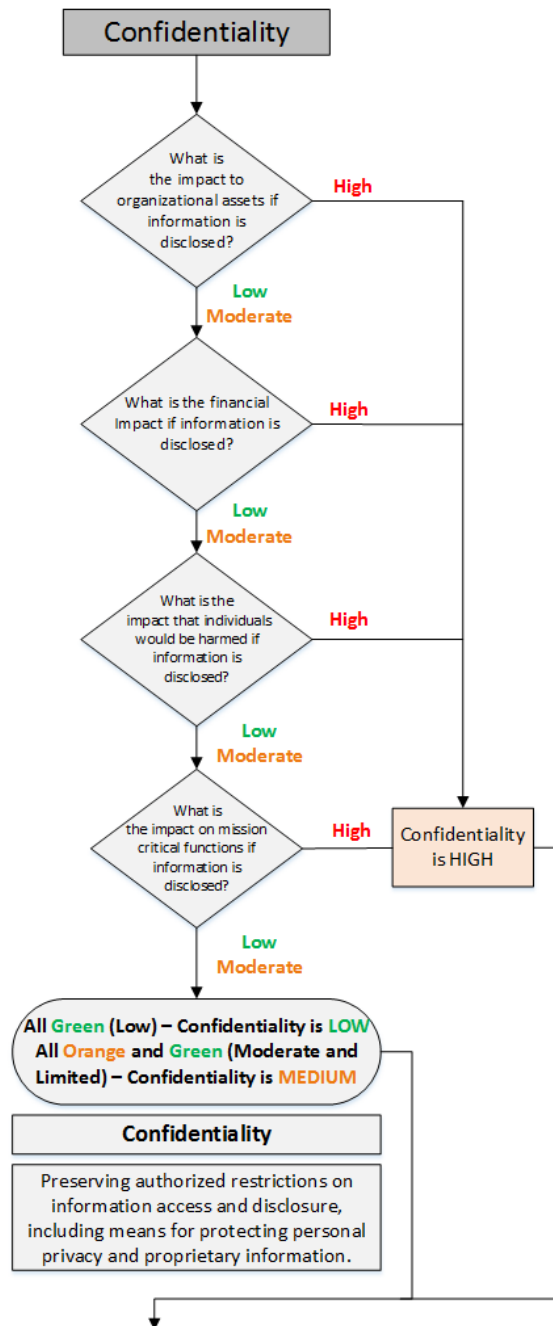 Confidentiality
What is
the impact to
organizational assets if
information is
disclosed?
High
Low
Moderate
What is the financial
Impact if information is
disclosed?
High
Low
Moderate
What is the
impact that individuals
would be harmed if
information is
disclosed?
High
Low
Moderate
What is
the impact on mission
critical functions if
information is
disclosed?
High
Confidentiality
is HIGH
Low
Moderate
All Green (Low) – Confidentiality is LOW
All Orange and Green (Moderate and
Limited) – Confidentiality is MEDIUM
Confidentiality
Preserving authorized restrictions on
information access and disclosure,
including means for protecting personal
privacy and proprietary information.